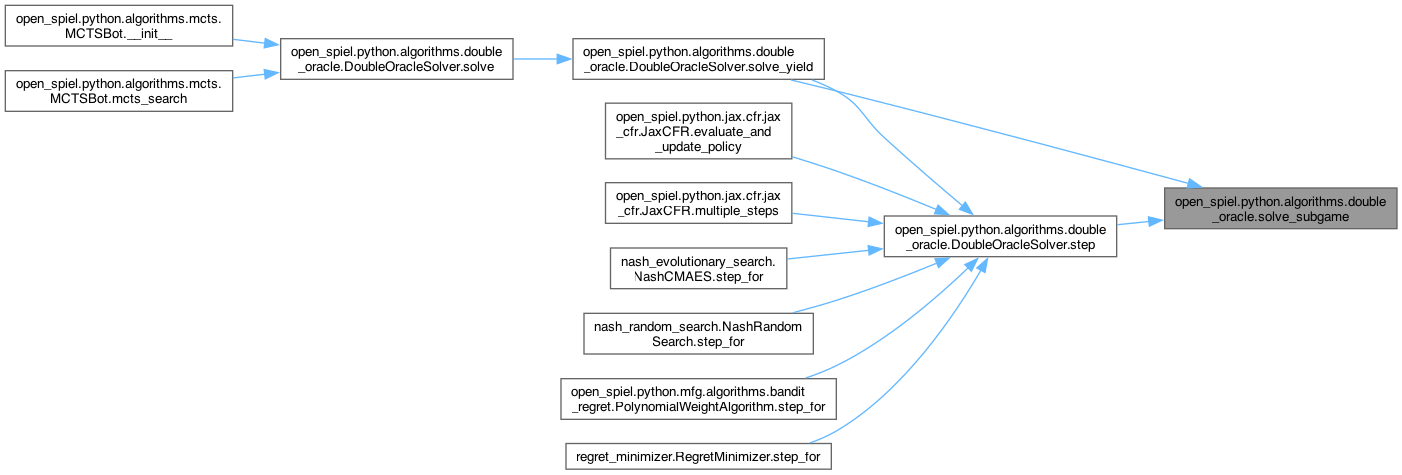 open_spiel.python.algorithms.mcts.
MCTSBot.__init__
open_spiel.python.algorithms.mcts.
MCTSBot.mcts_search
open_spiel.python.algorithms.double
_oracle.DoubleOracleSolver.solve
open_spiel.python.algorithms.double
_oracle.DoubleOracleSolver.solve_yield
open_spiel.python.jax.cfr.jax
_cfr.JaxCFR.evaluate_and
_update_policy
open_spiel.python.jax.cfr.jax
_cfr.JaxCFR.multiple_steps
nash_evolutionary_search.
NashCMAES.step_for
nash_random_search.NashRandom
Search.step_for
open_spiel.python.mfg.algorithms.bandit
_regret.PolynomialWeightAlgorithm.step_for
regret_minimizer.RegretMinimizer.step_for
open_spiel.python.algorithms.double
_oracle.DoubleOracleSolver.step
open_spiel.python.algorithms.double
_oracle.solve_subgame